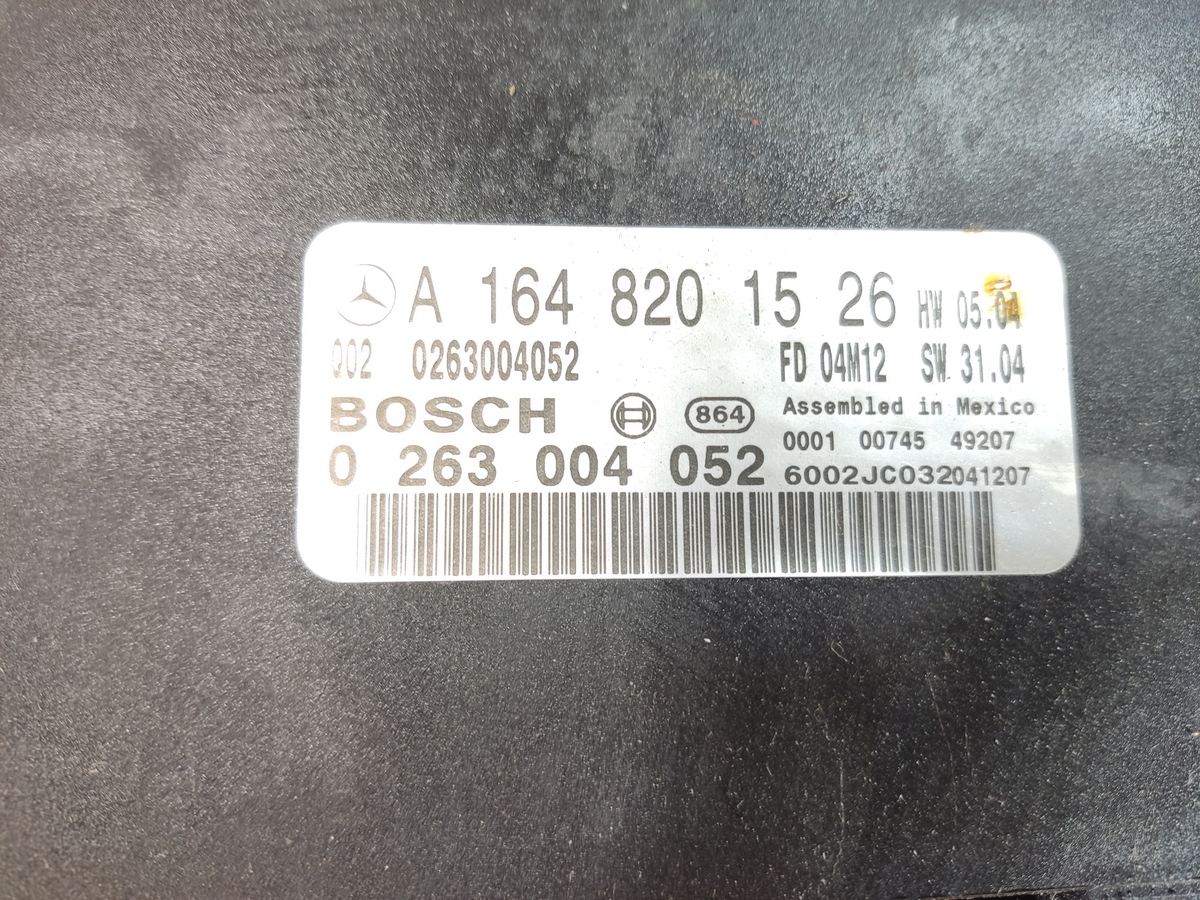 A 164 820 15 26 HW 05.04
Q02 0263004052 FD 04M12 SW 31.04
BOSCH 864 Assembled in Mexico
0001 00745 49207
0 263 004 052 6002JC032041207